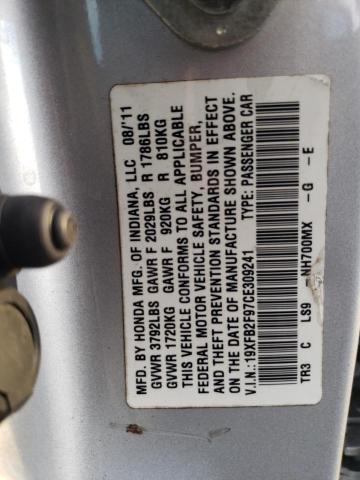 MFD. BY HONDA MFG. OF INDIANA, LLC 08/'11
GVWR 3792LBS GAWR F 2029LBS R 1786LBS
GVWR 1720KG GAWR F 920KG R 810KG
THIS VEHICLE CONFORMS TO ALL APPLICABLE
FEDERAL MOTOR VEHICLE SAFETY, BUMPER,
AND THEFT PREVENTION STANDARDS IN EFFECT
ON THE DATE OF MANUFACTURE SHOWN ABOVE.
V.I.N.:19XFB2F97CE309241 TYPE: PASSENGER CAR
TR3 C LS9 -NH700MX -G -E